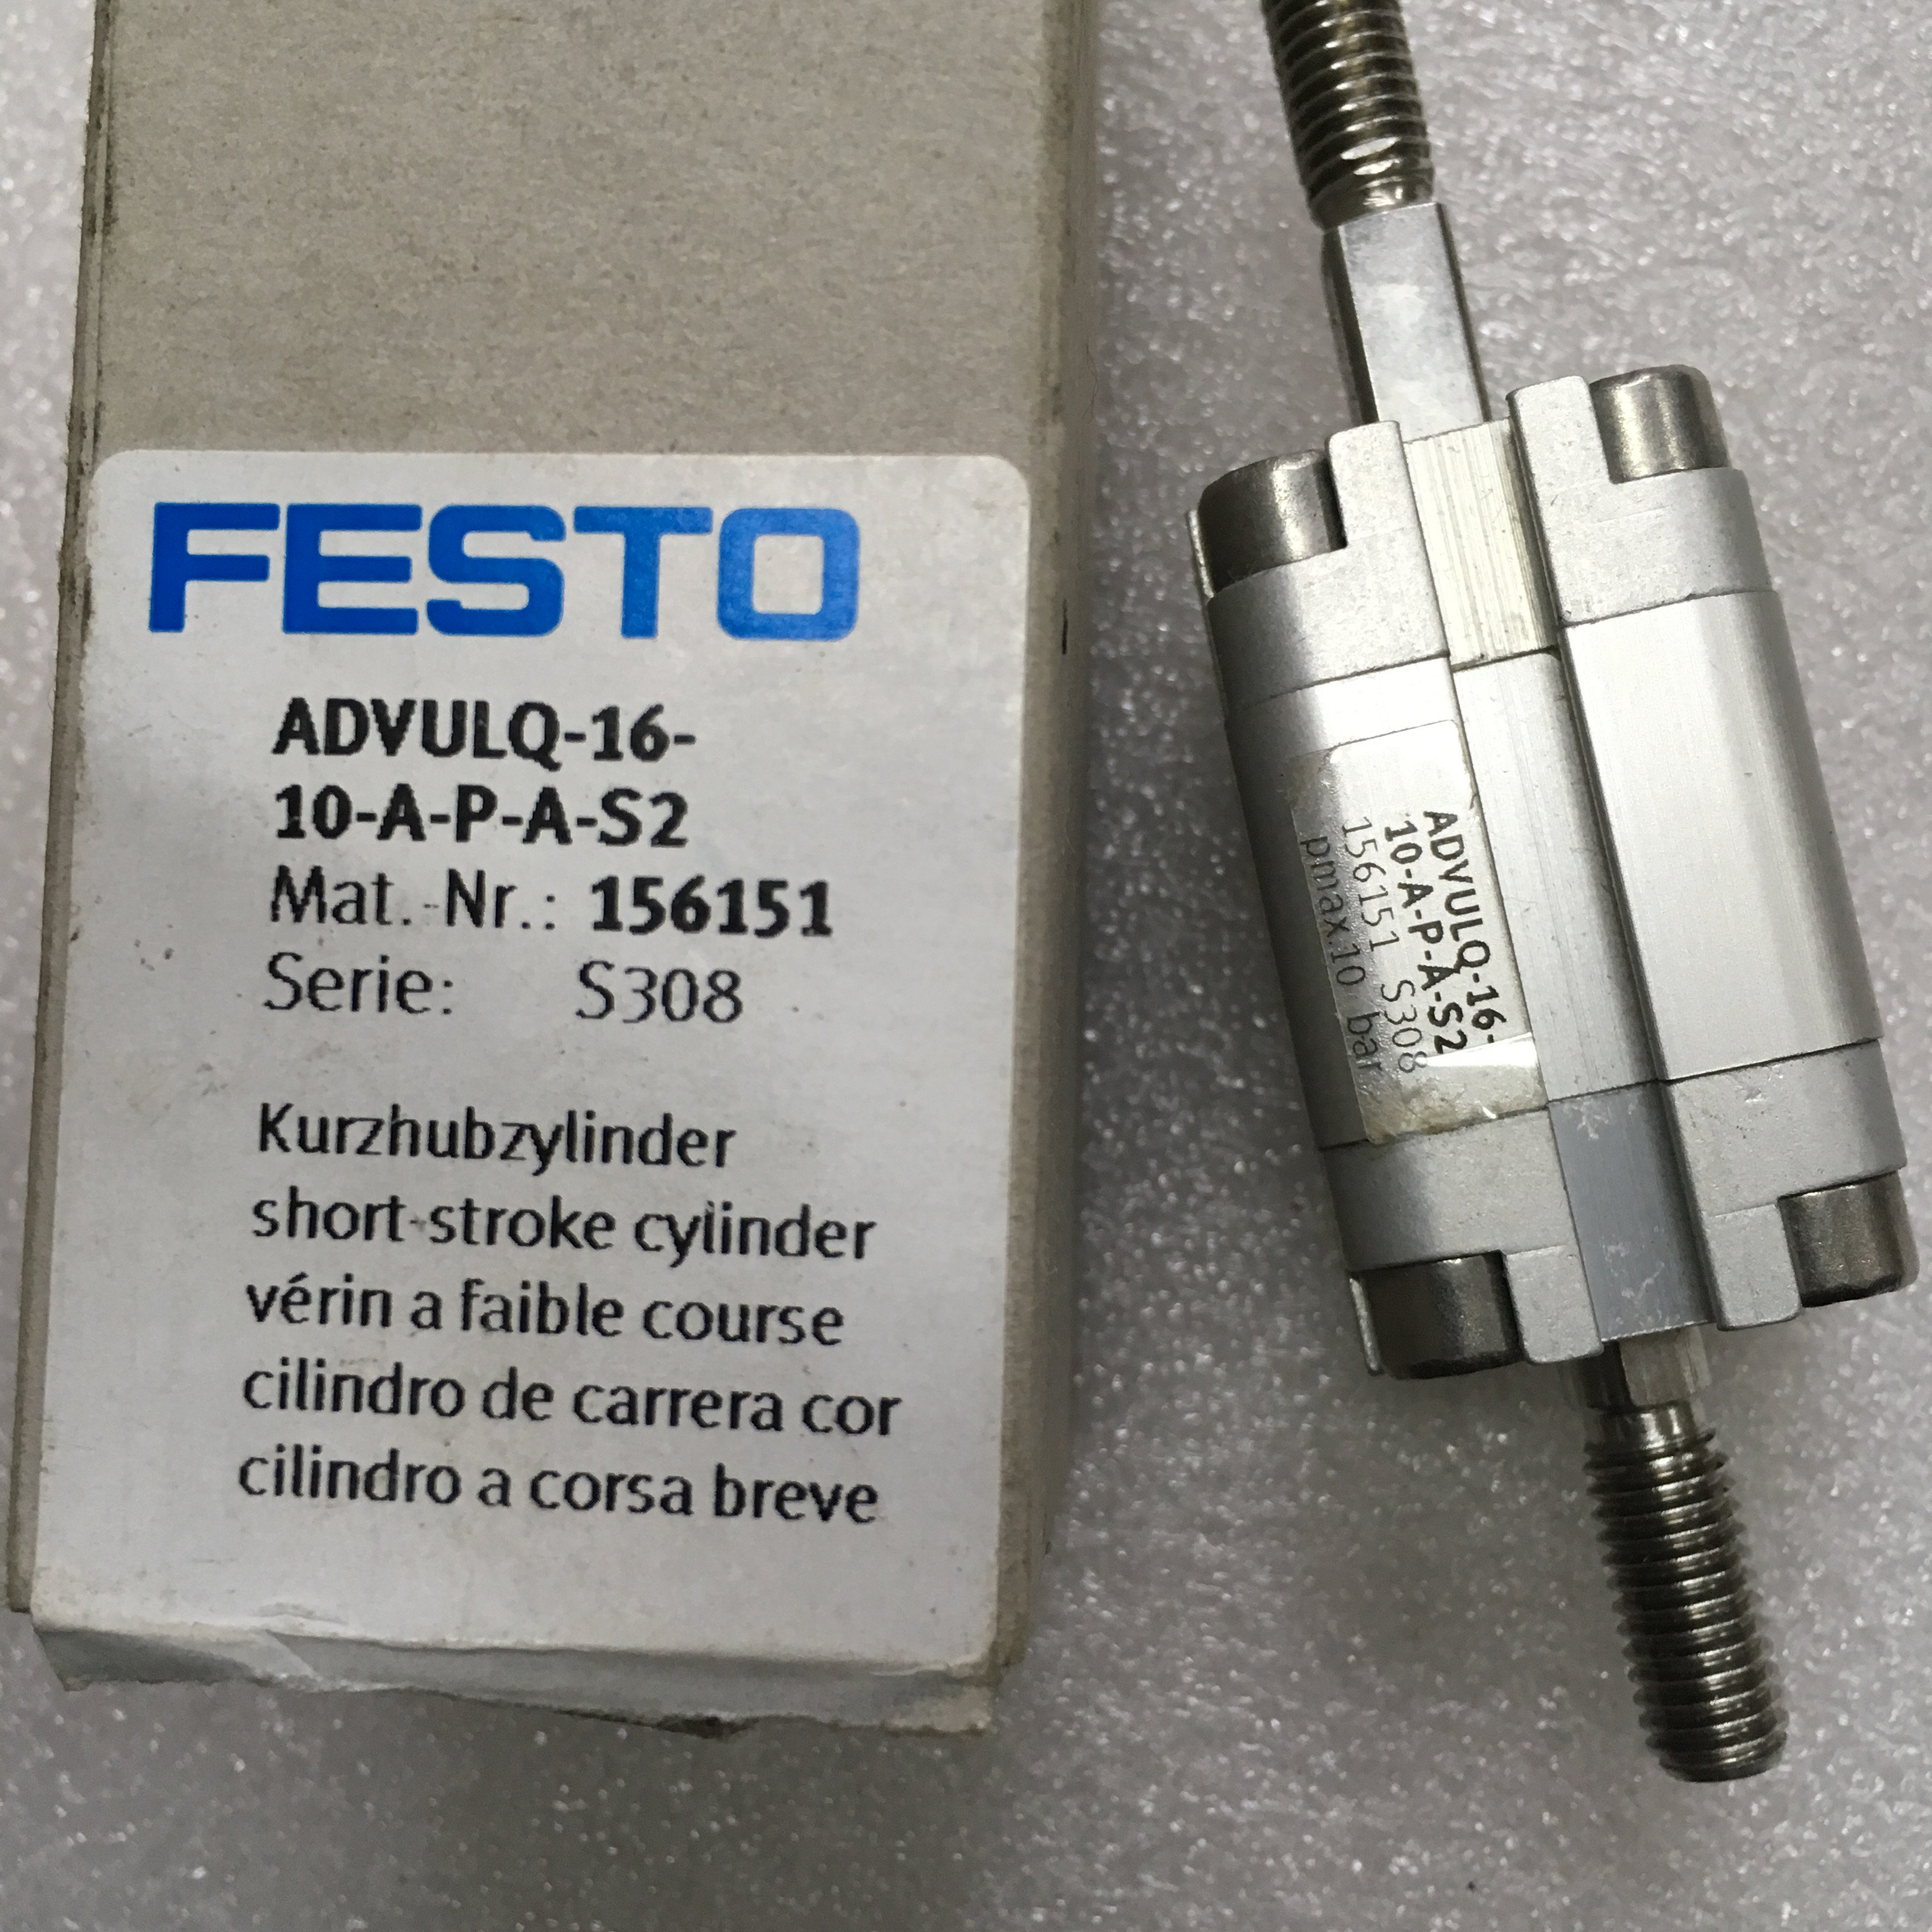 FESTO
ADVULQ-16-
10-A-P-A-S2
Mat.-Nr.: 156151
Serie: S308
Kurzhubzylinder
short-stroke cylinder
vérin a faible course
cilindro de carrera cor
cilindro a corsa breve
ADVULQ-16-
10-A-P-A-S2
156151 S308
pmax.10 bar